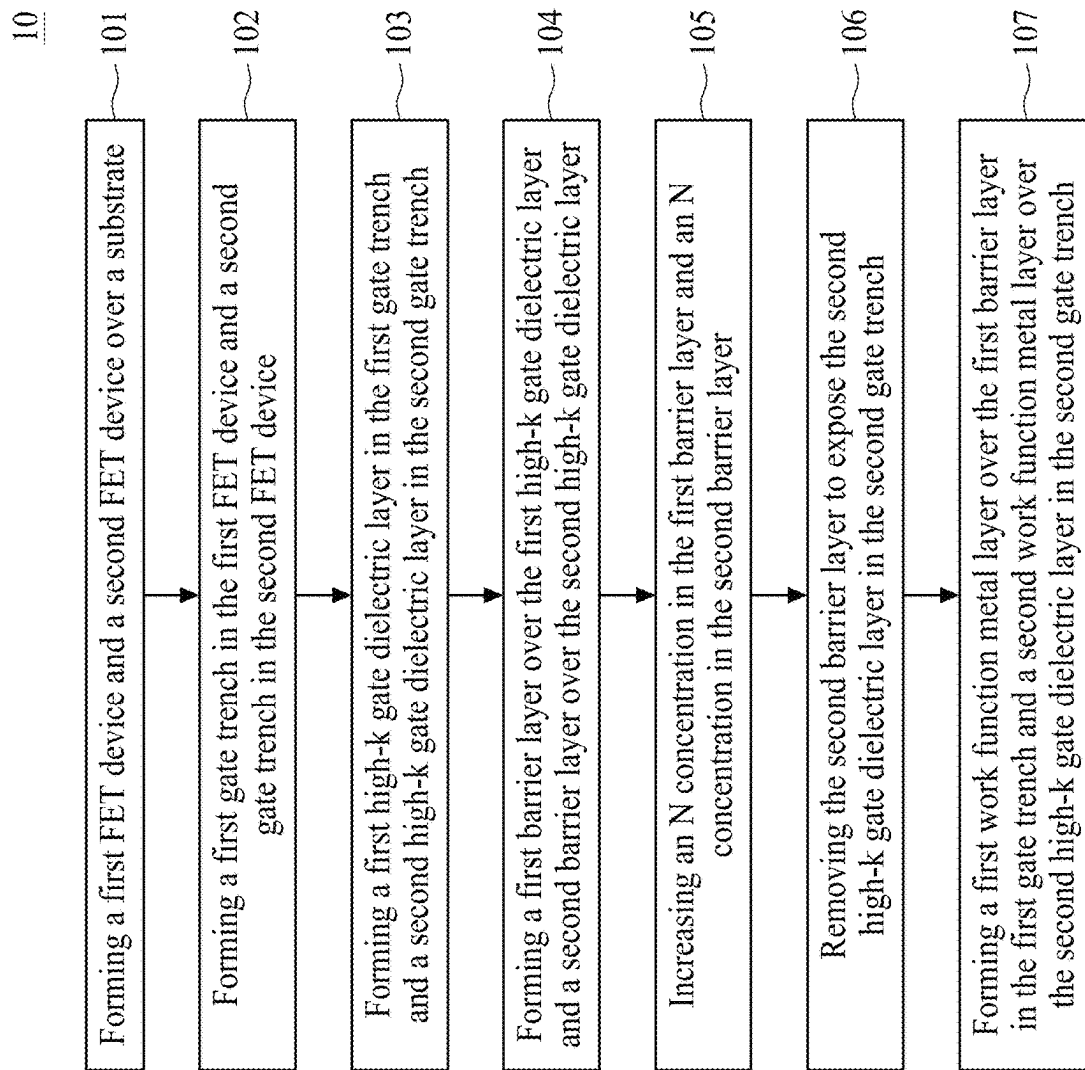 10
Forming a first FET device and a second FET device over a substrate
101
Forming a first gate trench in the first FET device and a second
gate trench in the second FET device
102
Forming a first high-k gate dielectric layer in the first gate trench
and a second high-k gate dielectric layer in the second gate trench
103
Forming a first barrier layer over the first high-k gate dielectric layer
and a second barrier layer over the second high-k gate dielectric layer
104
Increasing an N concentration in the first barrier layer and an N
concentration in the second barrier layer
105
Removing the second barrier layer to expose the second
high-k gate dielectric layer in the second gate trench
106
Forming a first work function metal layer over the first barrier layer
in the first gate trench and a second work function metal layer over
the second high-k gate dielectric layer in the second gate trench
107